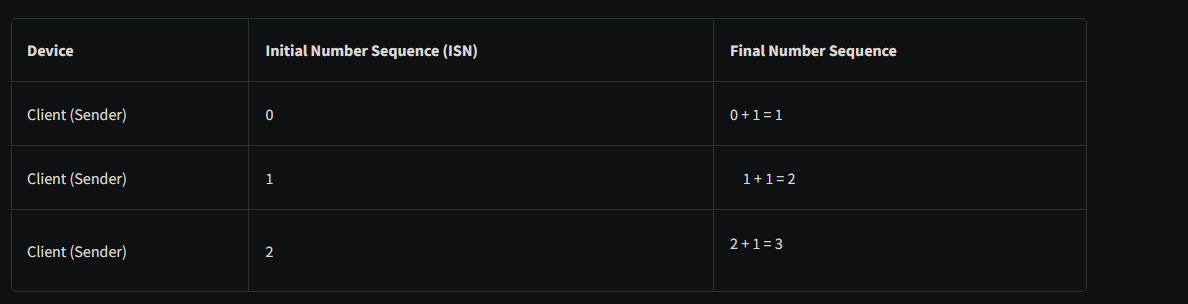 Device Initial Number Sequence (ISN) Final Number Sequence
Client (Sender) 0 0 + 1 = 1
Client (Sender) 1 1 + 1 = 2
Client (Sender) 2 2 + 1 = 3